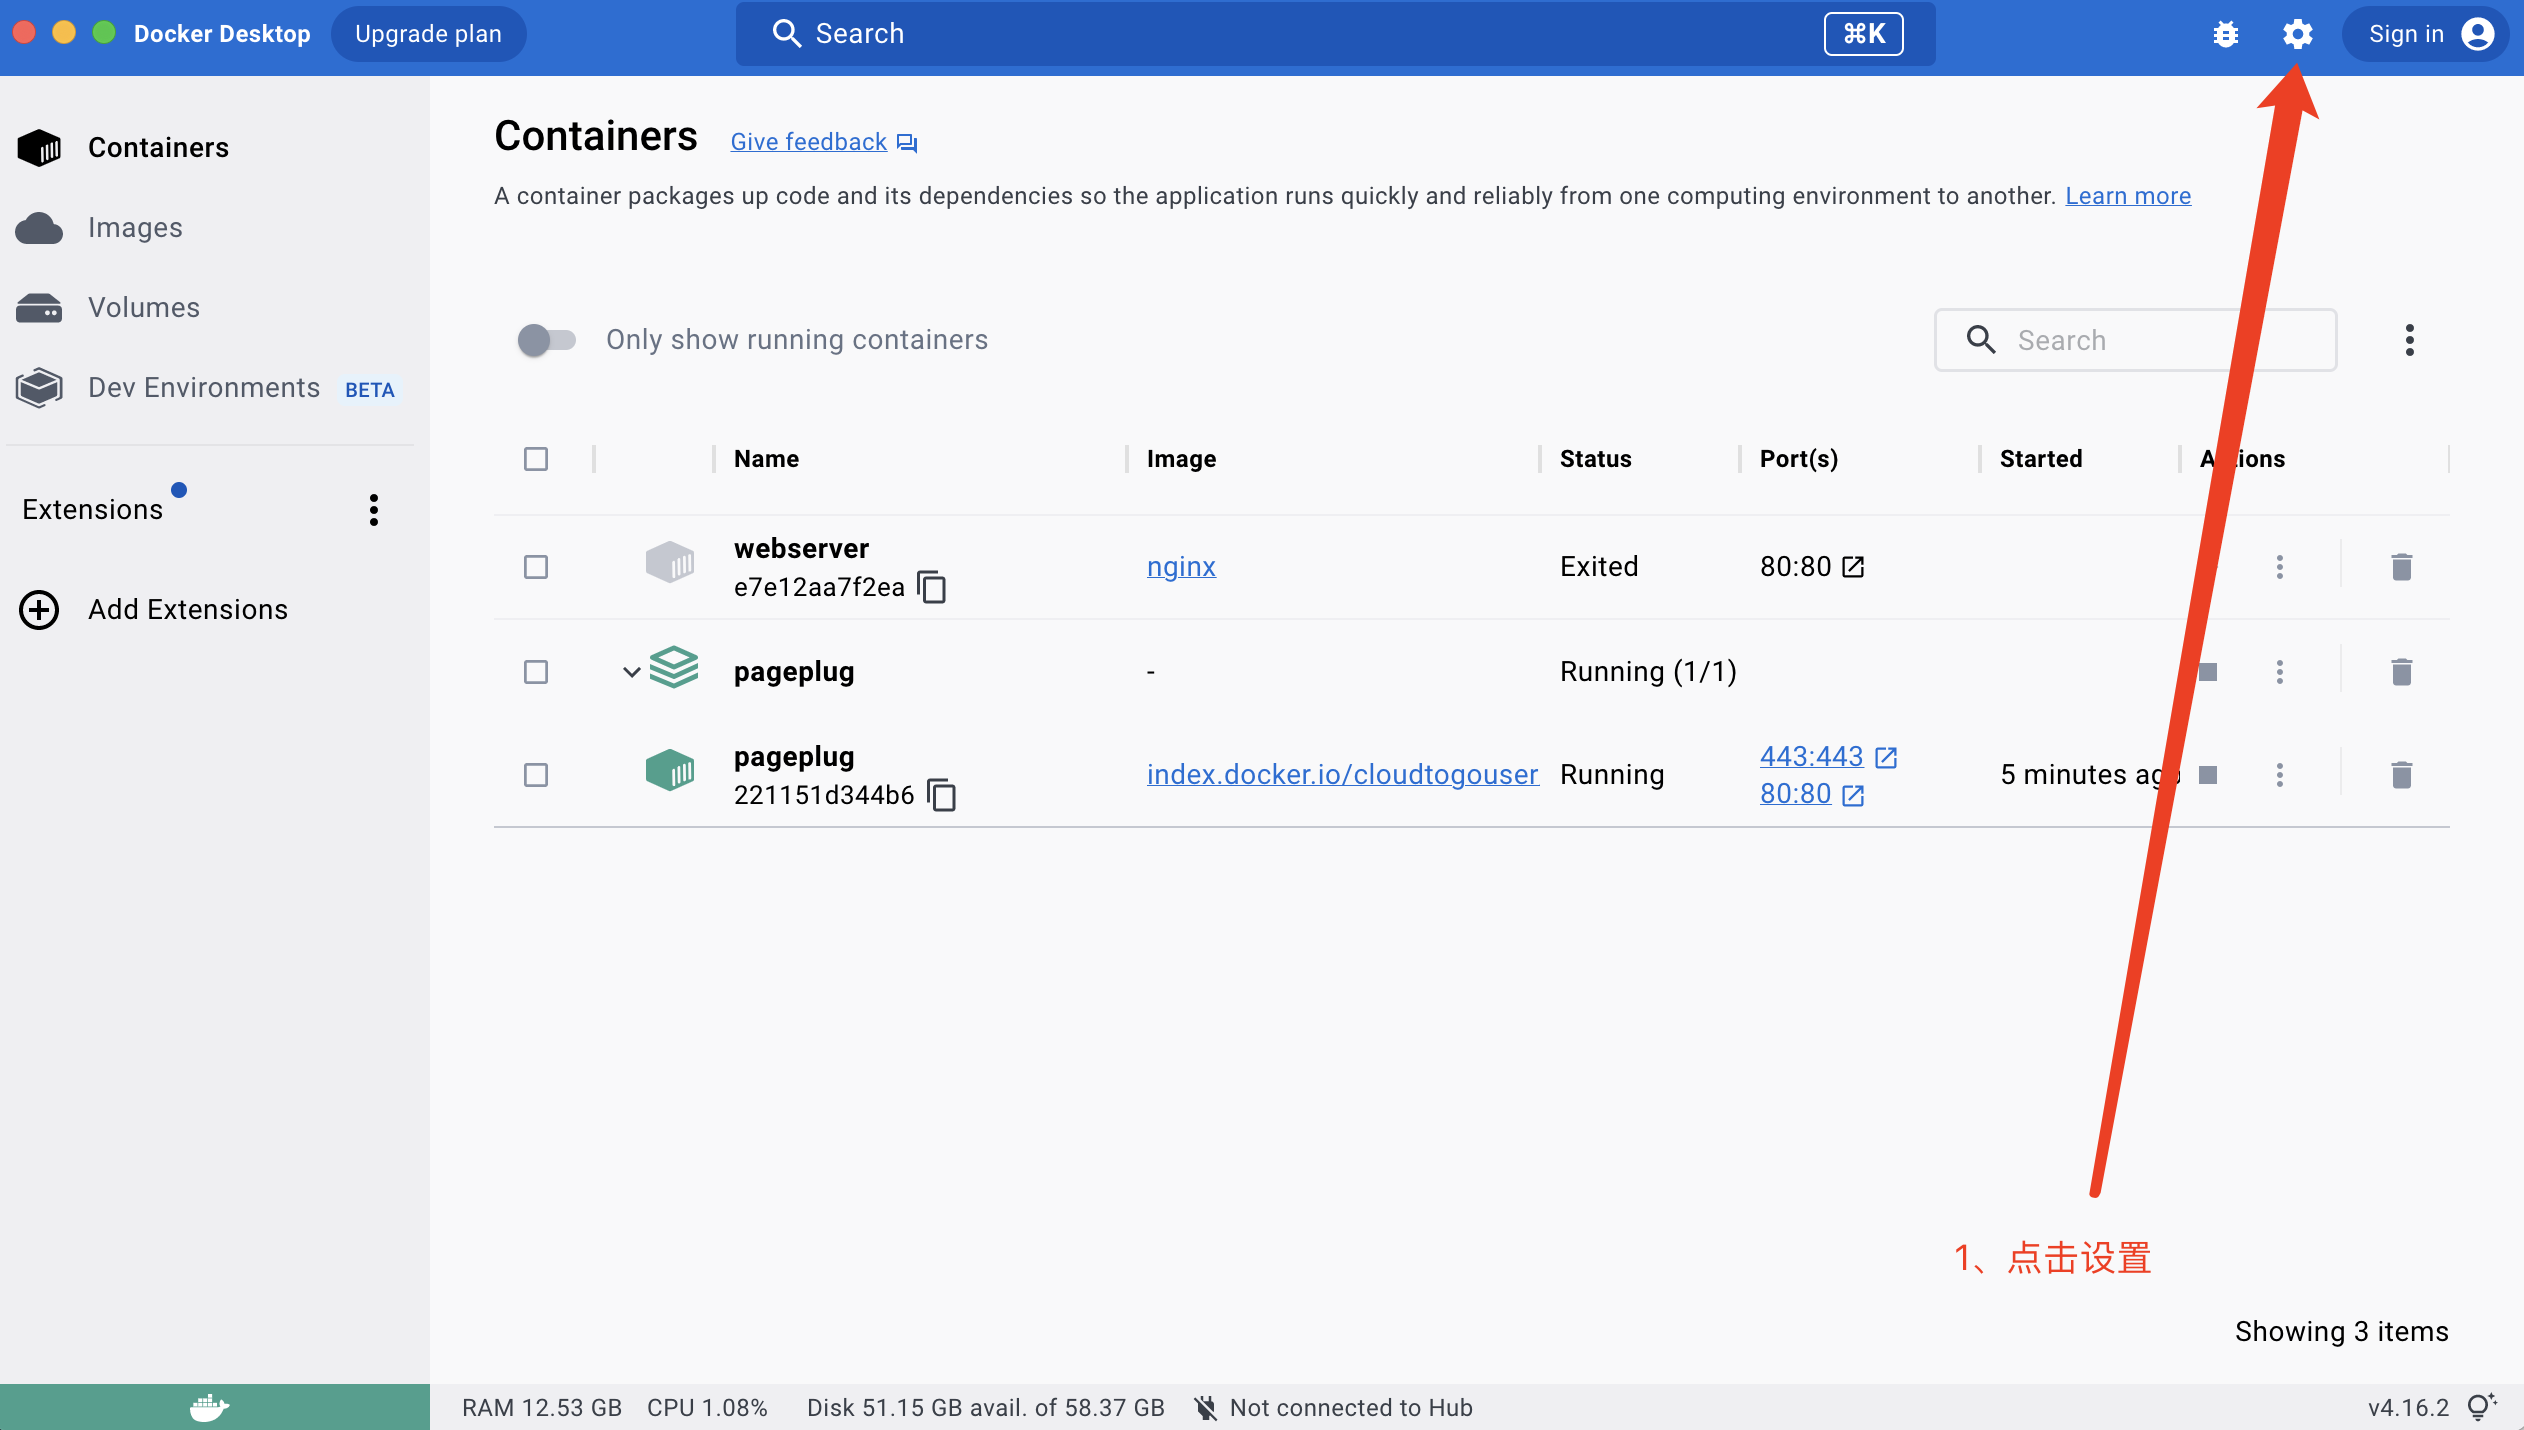 Docker Desktop
Upgrade plan
Search
⌘K
Sign in
Containers
Images
Volumes
Dev Environments BETA
Extensions
Add Extensions
Containers Give feedback
A container packages up code and its dependencies so the application runs quickly and reliably from one computing environment to another. Learn more
Only show running containers
Search
Name Image Status Port(s) Started
webserver
e7e12aa7f2ea
nginx
Exited
80:80
pageplug
-
Running (1/1)
pageplug
221151d344b6
index.docker.io/cloudtogouser
Running
443:443
80:80
5 minutes ago
1、点击设置
Showing 3 items
RAM 12.53 GB CPU 1.08% Disk 51.15 GB avail. of 58.37 GB Not connected to Hub
v4.16.2